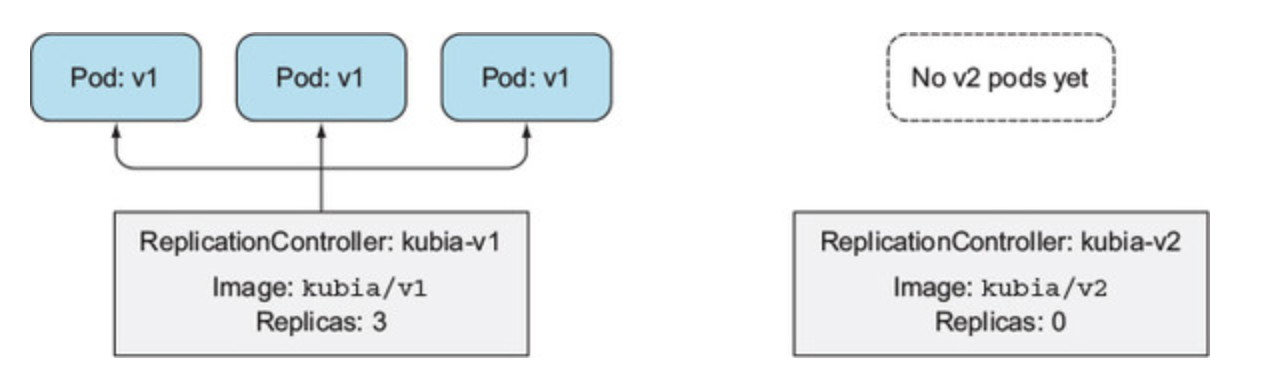 Pod: v1
Pod: v1
Pod: v1
No v2 pods yet
ReplicationController: kubia-v1
Image: kubia/v1
Replicas: 3
ReplicationController: kubia-v2
Image: kubia/v2
Replicas: 0